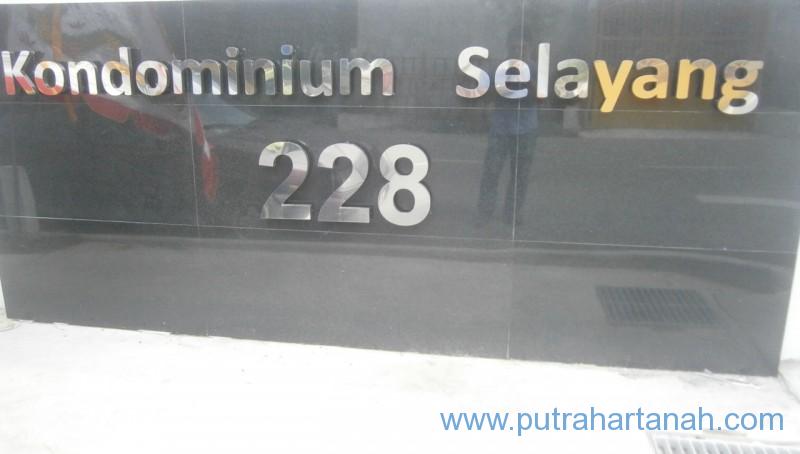 Kondominium Selayang
228
www.putrahartanah.com